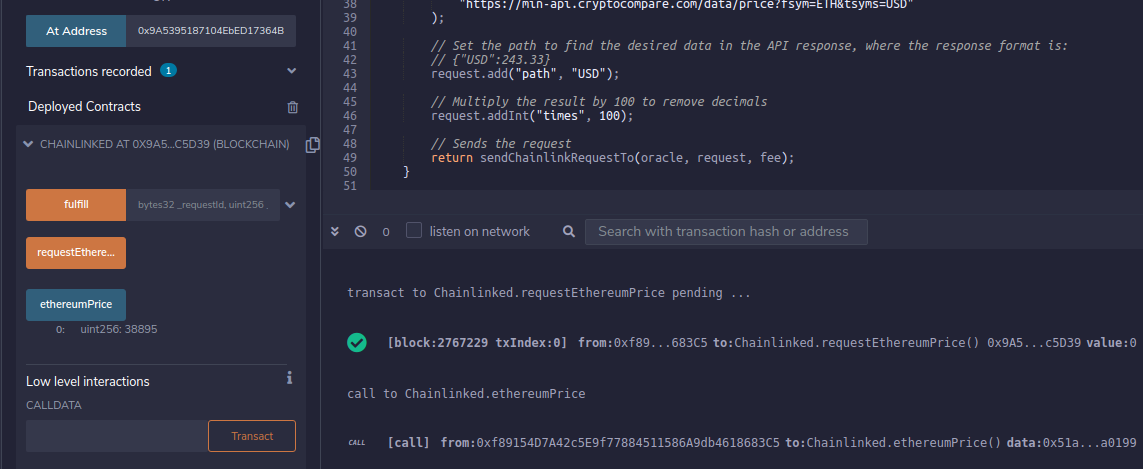 At Address 0x9A5395187104EbED17364B
Transactions recorded 1
Deployed Contracts
CHAINLINKED AT 0X9A5...C5D39 (BLOCKCHAIN)
fulfill bytes32 _requestId, uint256 _
requestEthere...
ethereumPrice
0: uint256: 38895
Low level interactions
CALLDATA
Transact
38 "https://min-api.cryptocompare.com/data/price?fsym=ETH&tsyms=USD"
39 );
40
41 // Set the path to find the desired data in the API response, where the response format is:
42 // {"USD":243.33}
43 request.add("path", "USD");
44
45 // Multiply the result by 100 to remove decimals
46 request.addInt("times", 100);
47
48 // Sends the request
49 return sendChainlinkRequestTo(oracle, request, fee);
50 }
51
0 listen on network Search with transaction hash or address
transact to Chainlinked.requestEthereumPrice pending ...
[block:2767229 txIndex:0] from:0xf89...683C5 to:Chainlinked.requestEthereumPrice() 0x9A5...c5D39 value:0
call to Chainlinked.ethereumPrice
CALL [call] from:0xf89154D7A42c5E9f77884511586A9db4618683C5 to:Chainlinked.ethereumPrice() data:0x51a...a0199